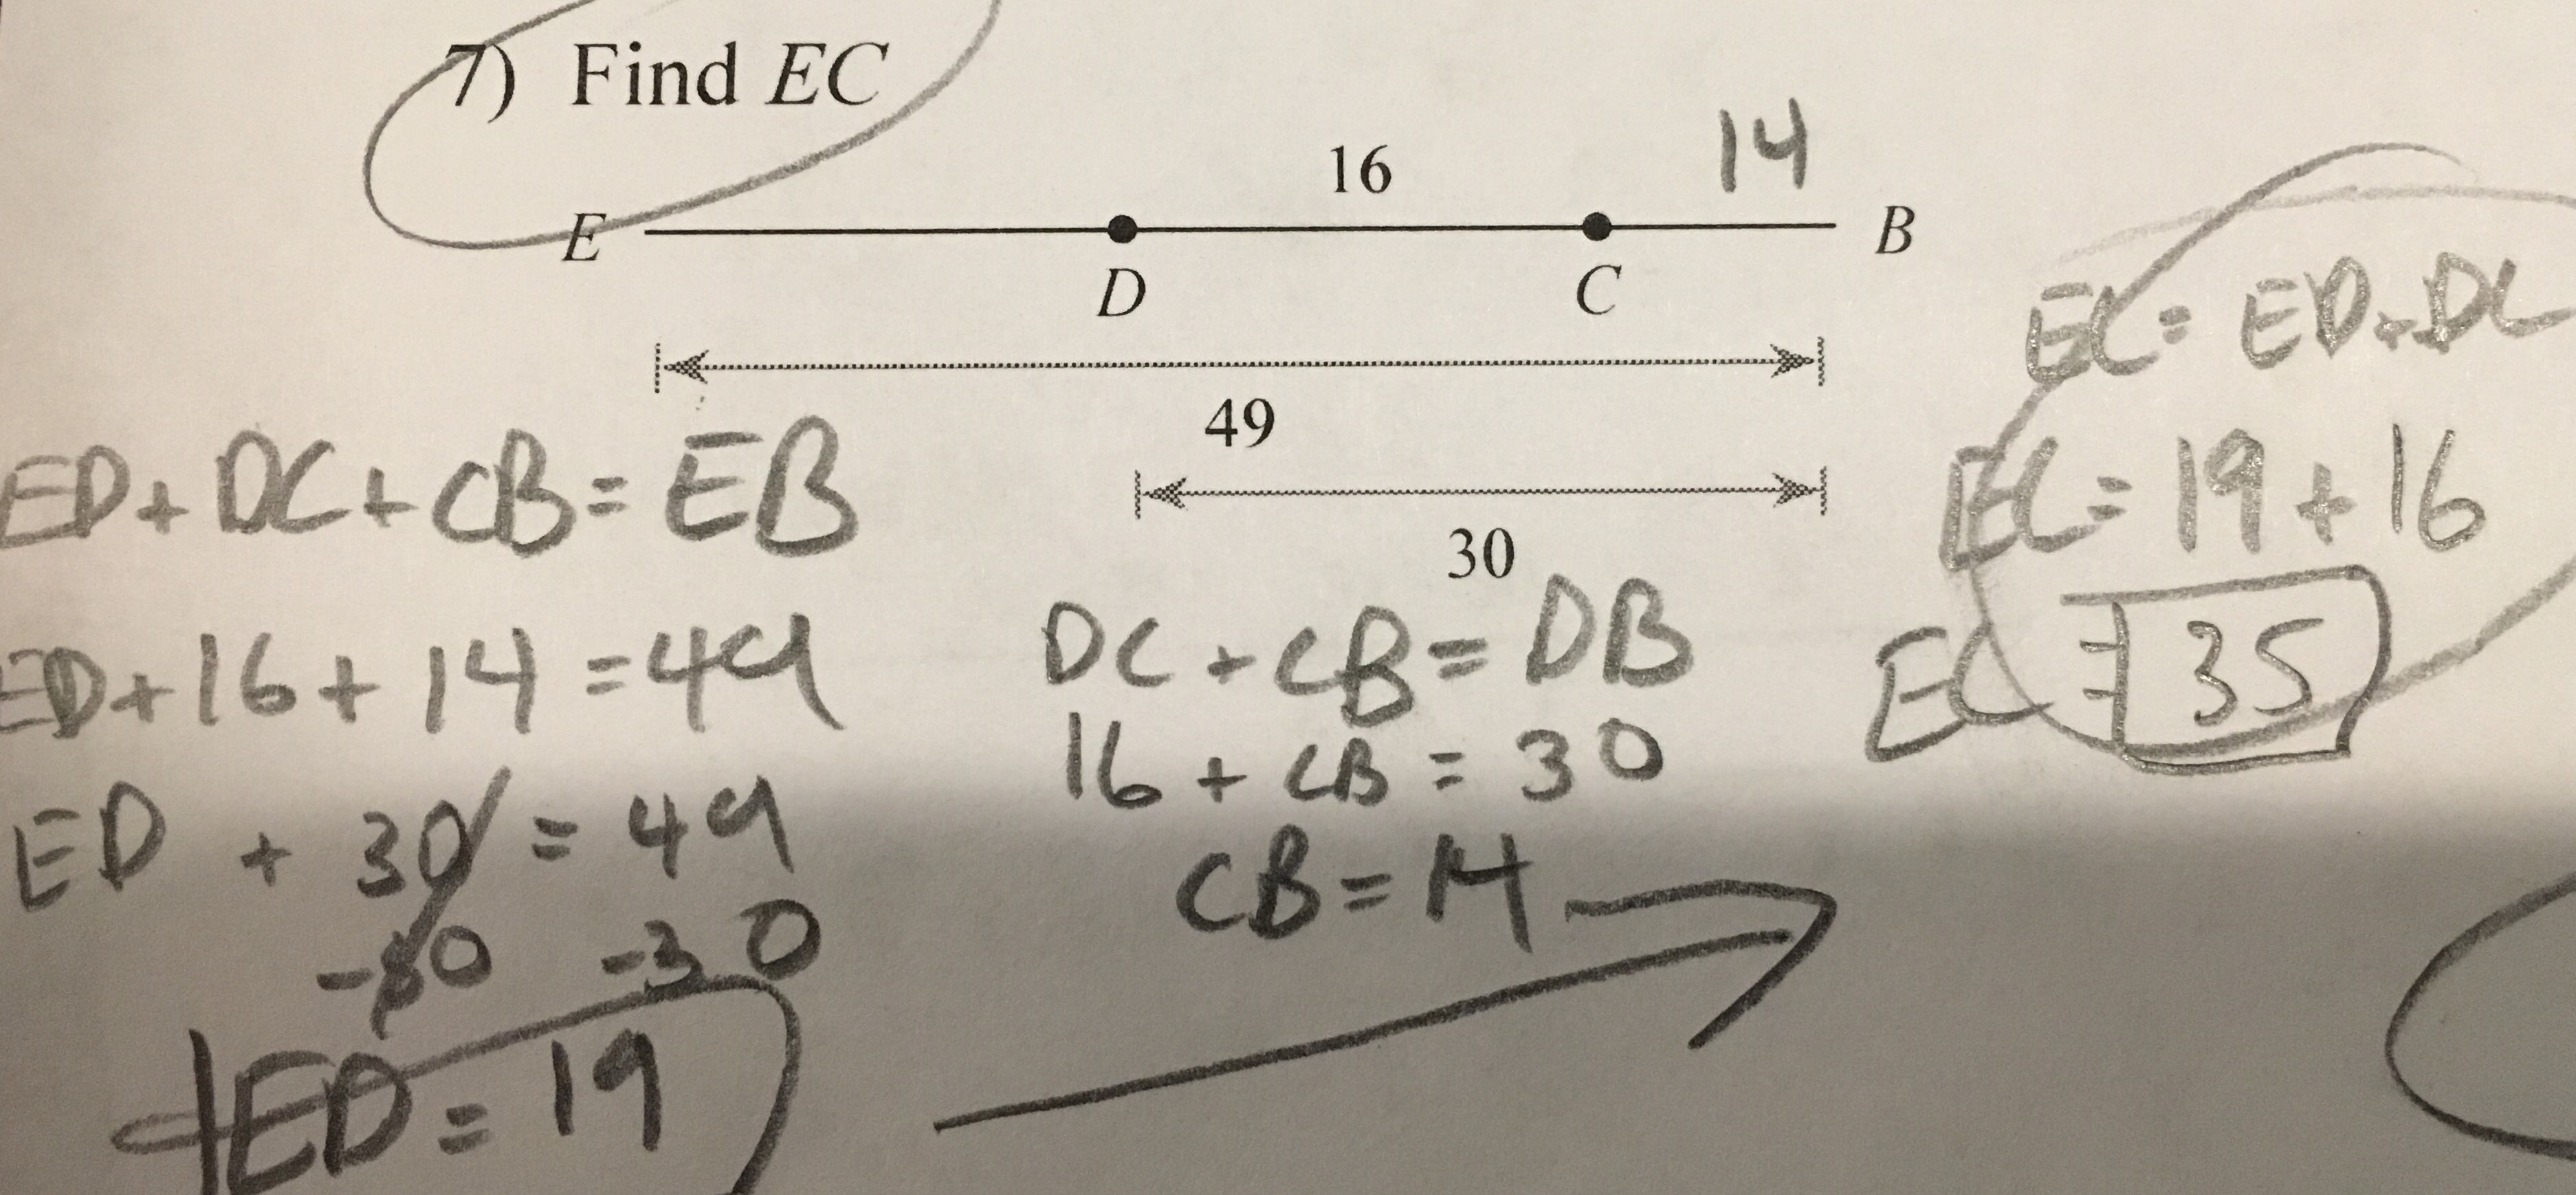 7) Find EC
16
14
E
B
D
C
49
30
ED+DC+CB=EB
ED+16+14=49
ED + 30 = 49
-30 -30
ED=19
DC+CB=DB
16+CB=30
CB=14
EC=ED+DC
EC=19+16
EC=35